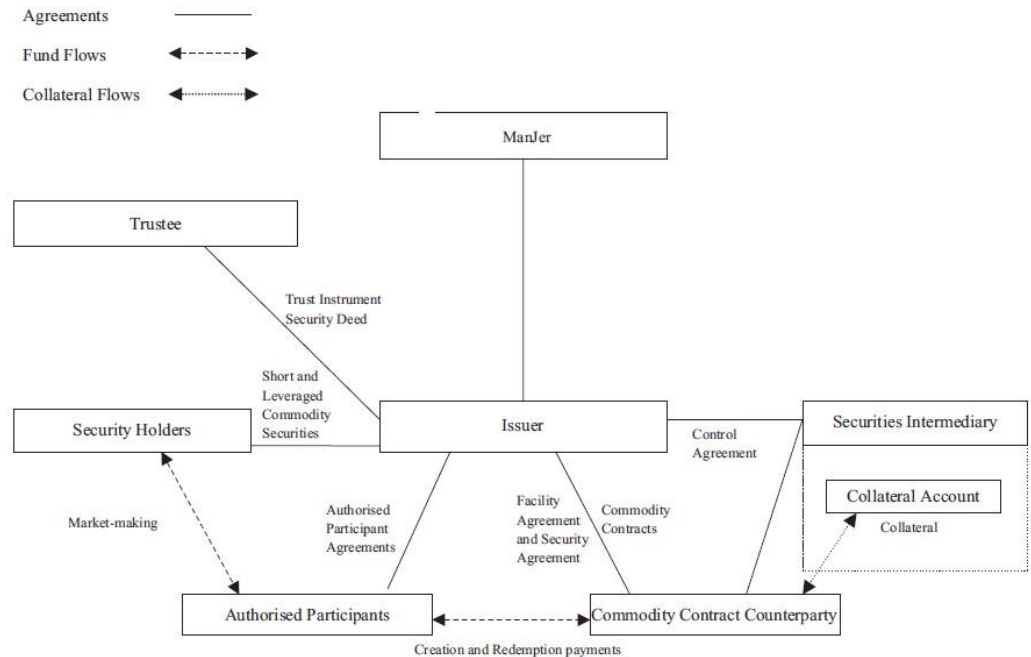 Agreements
Fund Flows
Collateral Flows
ManJer
Trustee
Trust Instrument
Security Deed
Short and
Leveraged
Commodity
Securities
Security Holders
Issuer
Securities Intermediary
Control
Agreement
Collateral Account
Collateral
Market-making
Authorised
Participant
Agreements
Facility
Agreement
and Security
Agreement
Commodity
Contracts
Authorised Participants
Commodity Contract Counterparty
Creation and Redemption payments